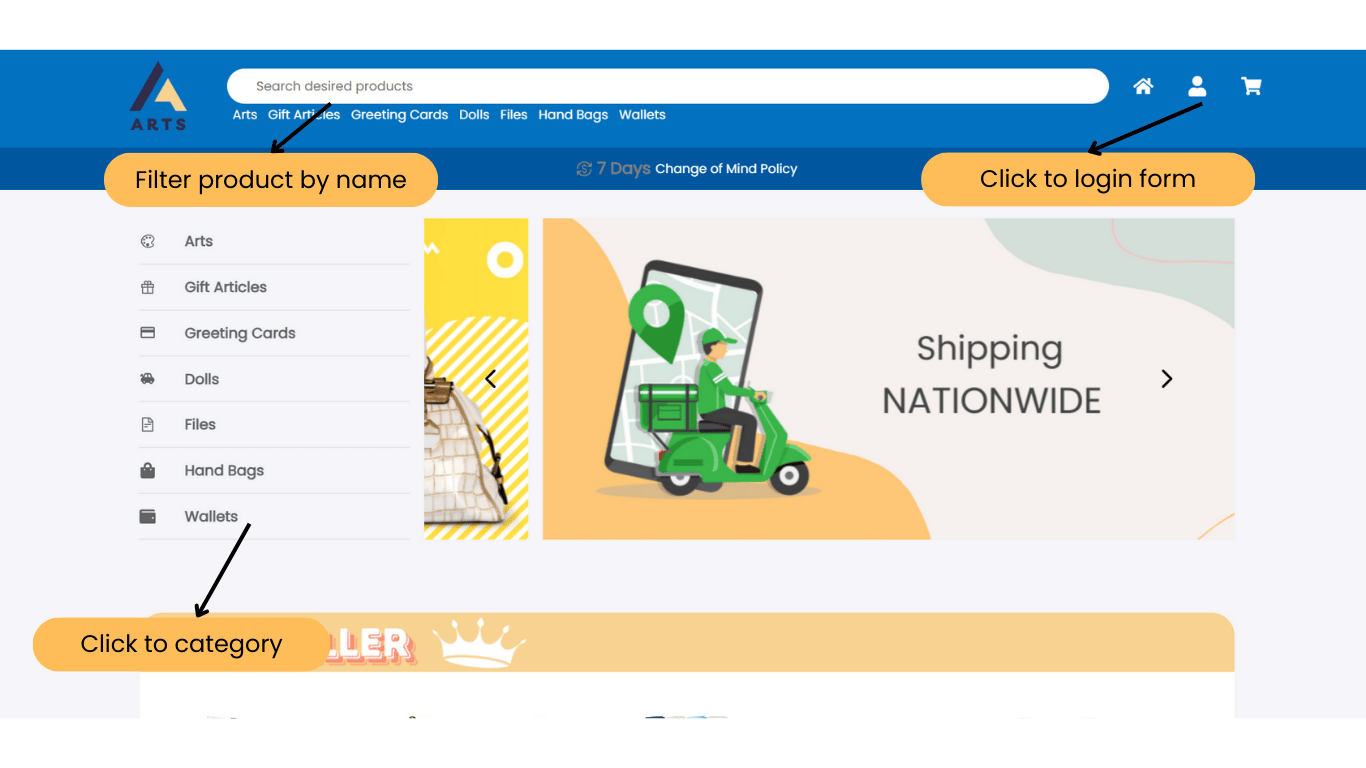 Search desired products
ARTS
Arts Gift Articles Greeting Cards Dolls Files Hand Bags Wallets
Filter product by name
7 Days Change of Mind Policy
Click to login form
Arts
Gift Articles
Greeting Cards
Dolls
Files
Hand Bags
Wallets
Shipping
NATIONWIDE
Click to category
LLER